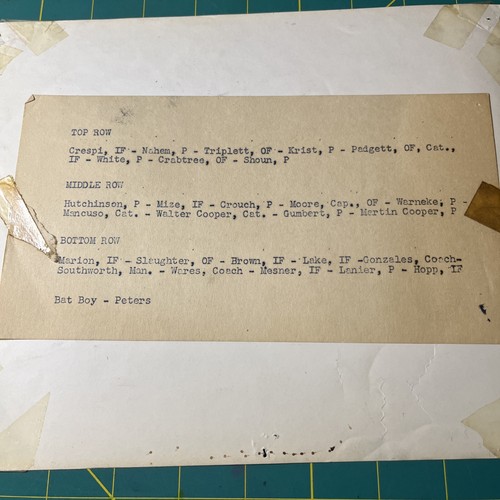 TOP ROW
Crespi, IF - Nahem, P - Triplett, OF - Krist, P - Padgett, OF, Cat.,
IF - White, P - Crabtree, OF - Shoun, P
MIDDLE ROW
Hutchinson, P - Mize, IF - Crouch, P - Moore, Cap., OF - Warneke, P -
Mancuso, Cat. - Walter Cooper, Cat. - Gumbert, P - Martin Cooper, P
BOTTOM ROW
Marion, IF - Slaughter, OF - Brown, IF - Lake, IF -Gonzales, Coach-
Southworth, Man. - Wares, Coach - Mesner, IF - Lanier, P - Hopp, IF
Bat Boy - Peters